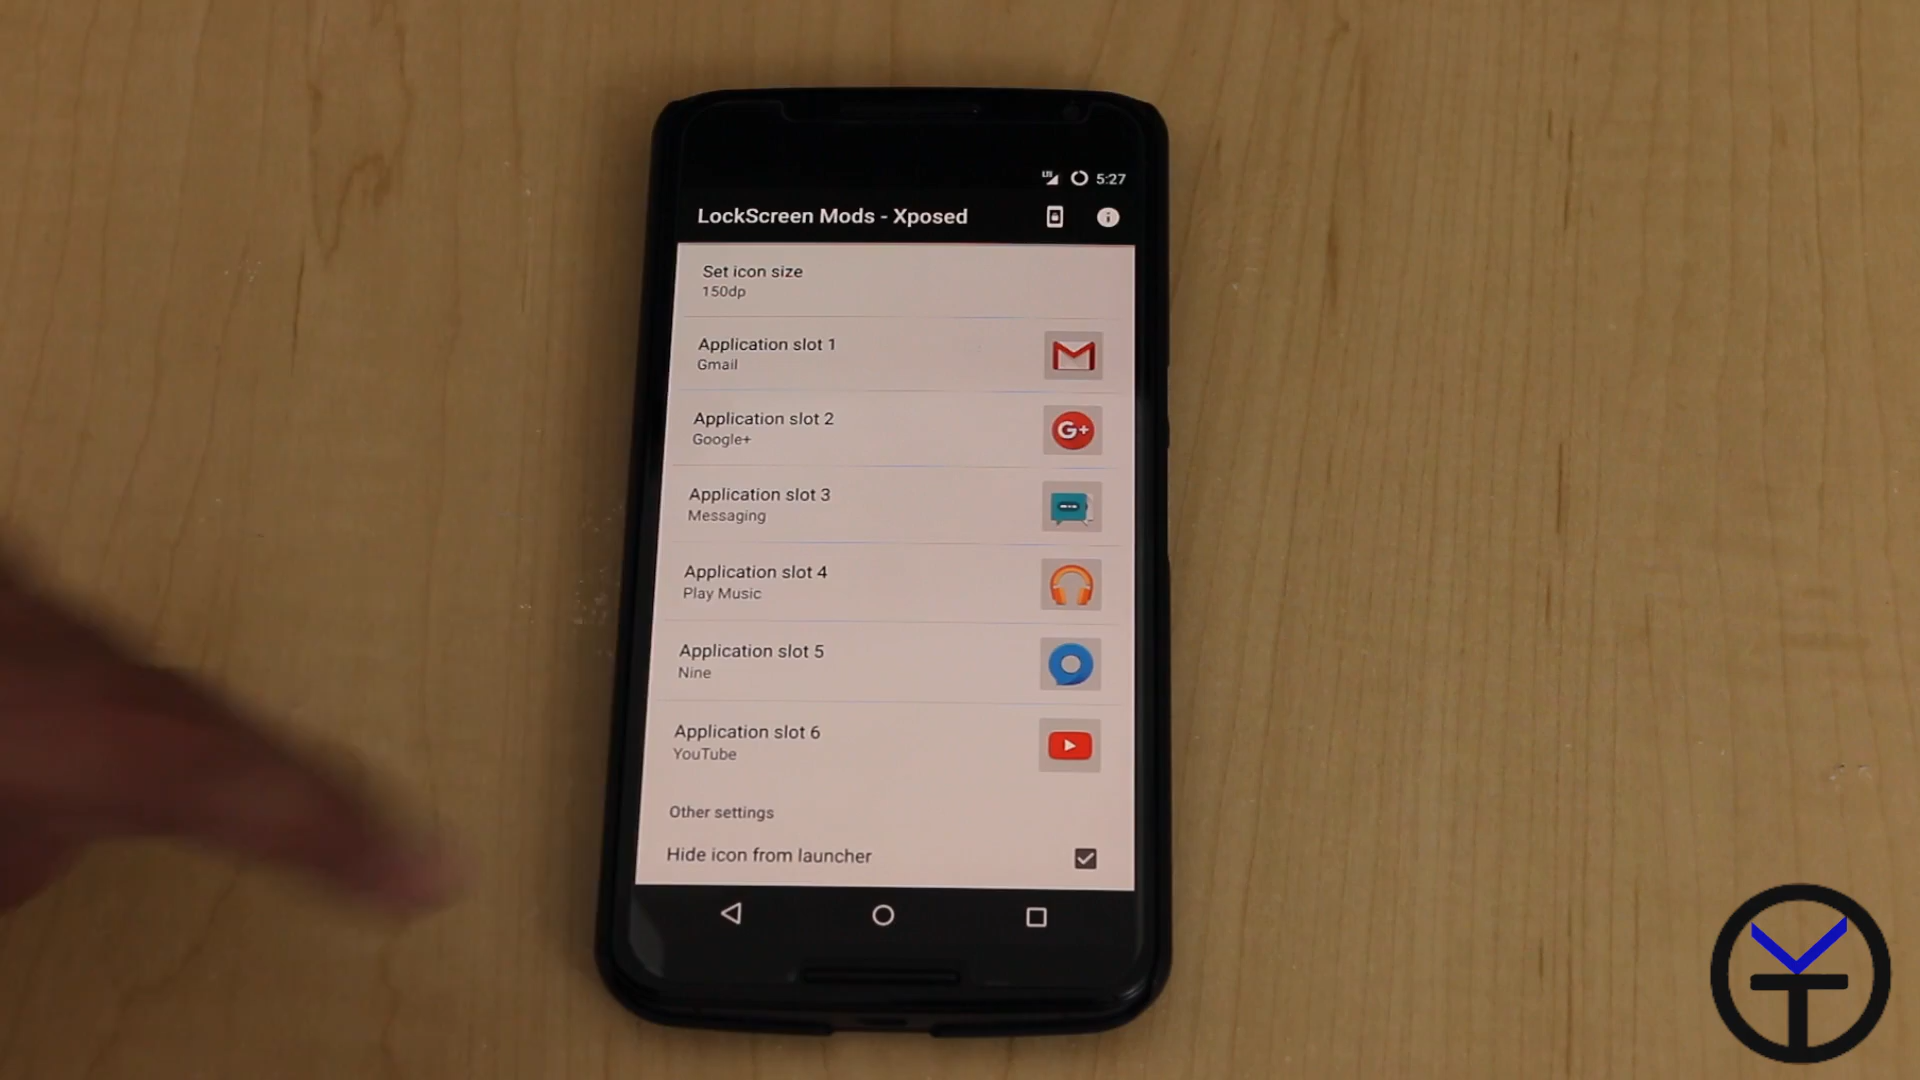 LTE 5:27
LockScreen Mods - Xposed
Set icon size
150dp
Application slot 1
Gmail
Application slot 2
Google+
G+
Application slot 3
Messaging
Application slot 4
Play Music
Application slot 5
Nine
Application slot 6
YouTube
Other settings
Hide icon from launcher